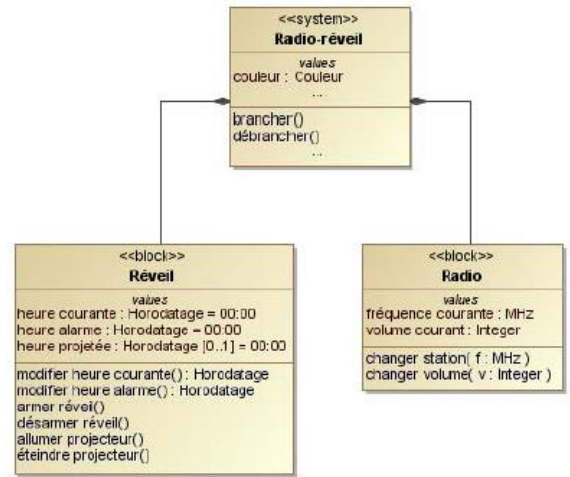 <<system>>
Radio-réveil
values
couleur : Couleur
...
brancher()
débrancher()
...
<<block>>
Réveil
values
heure courante : Horodatage = 00:00
heure alarme : Horodatage = 00:00
heure projetée : Horodatage [0..1] = 00:00
modifier heure courante() : Horodatage
modifier heure alarme() : Horodatage
armer réveil()
désarmer réveil()
allumer projecteur()
éteindre projecteur()
<<block>>
Radio
values
fréquence courante : MHz
volume courant : Integer
changer station( f : MHz )
changer volume( v : Integer )